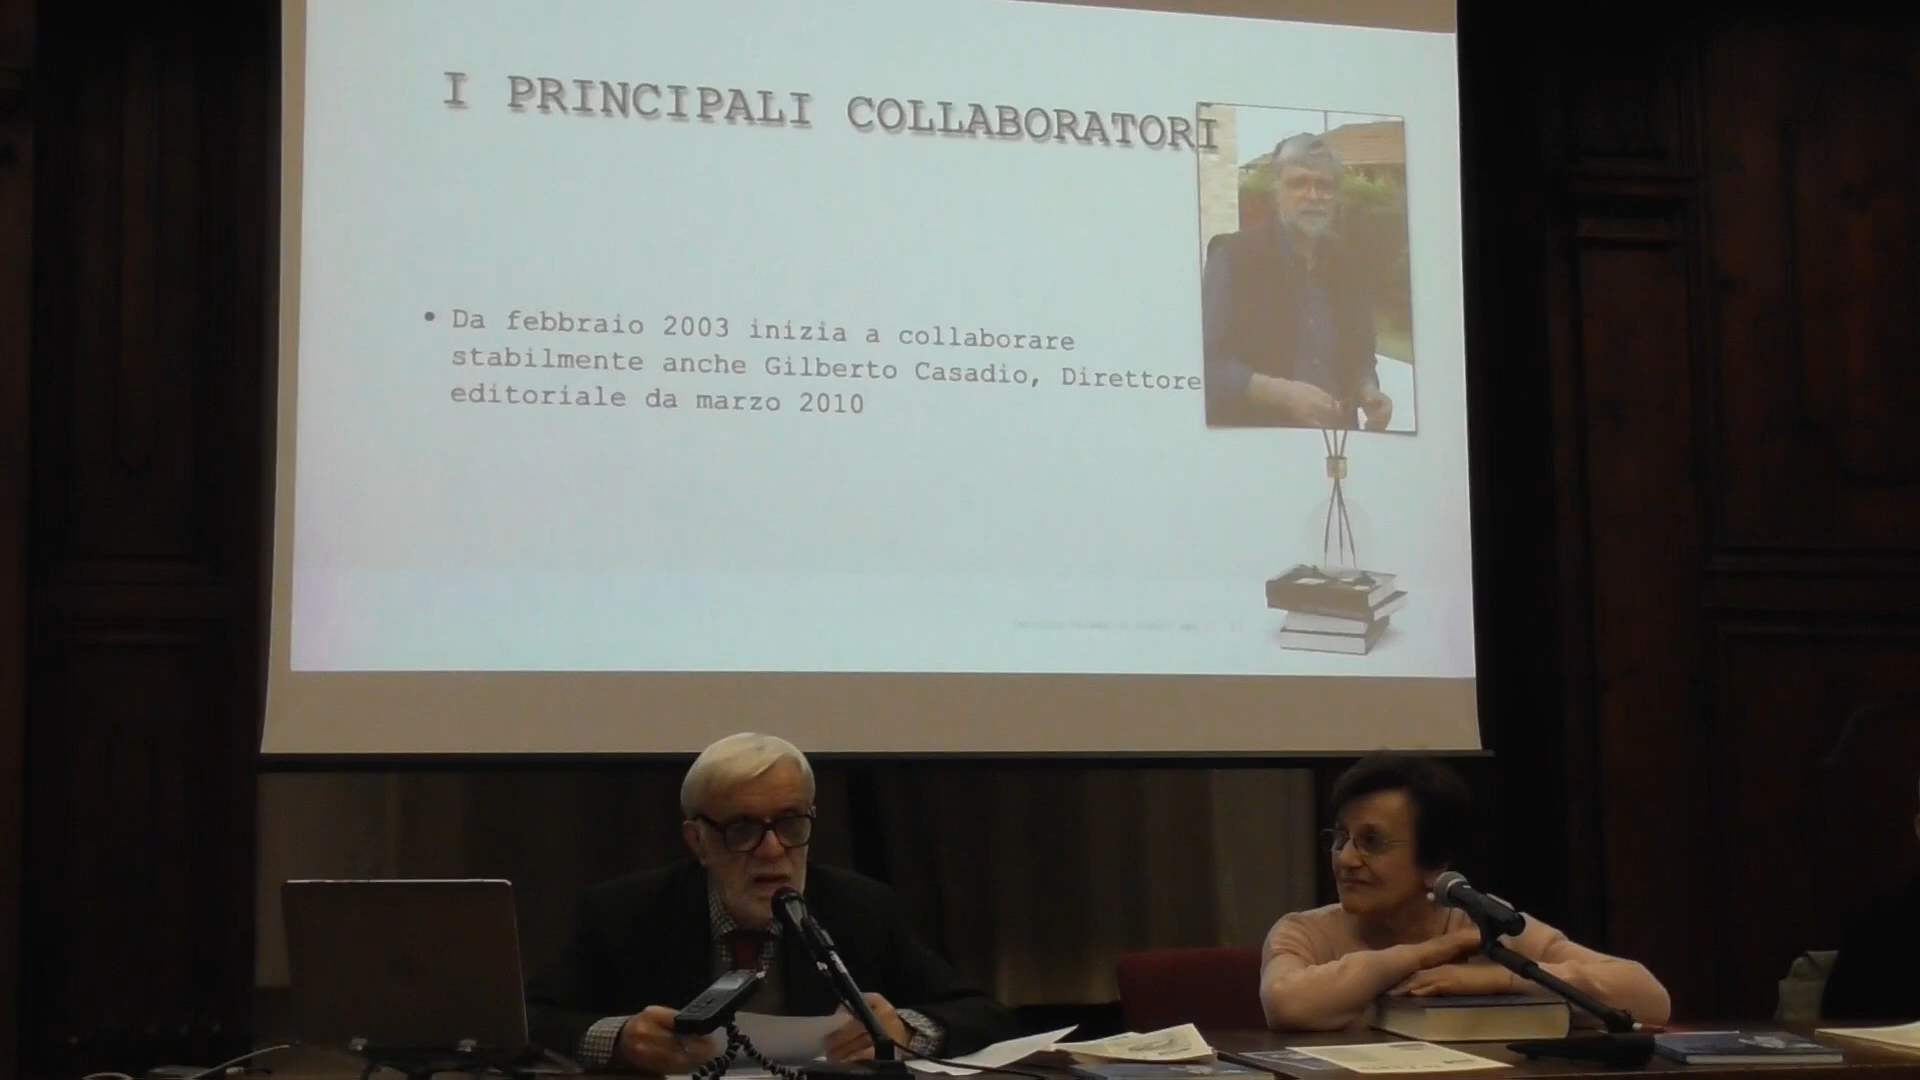 I PRINCIPALI COLLABORATORI
• Da febbraio 2003 inizia a collaborare
stabilmente anche Gilberto Casadio, Direttore
editoriale da marzo 2010